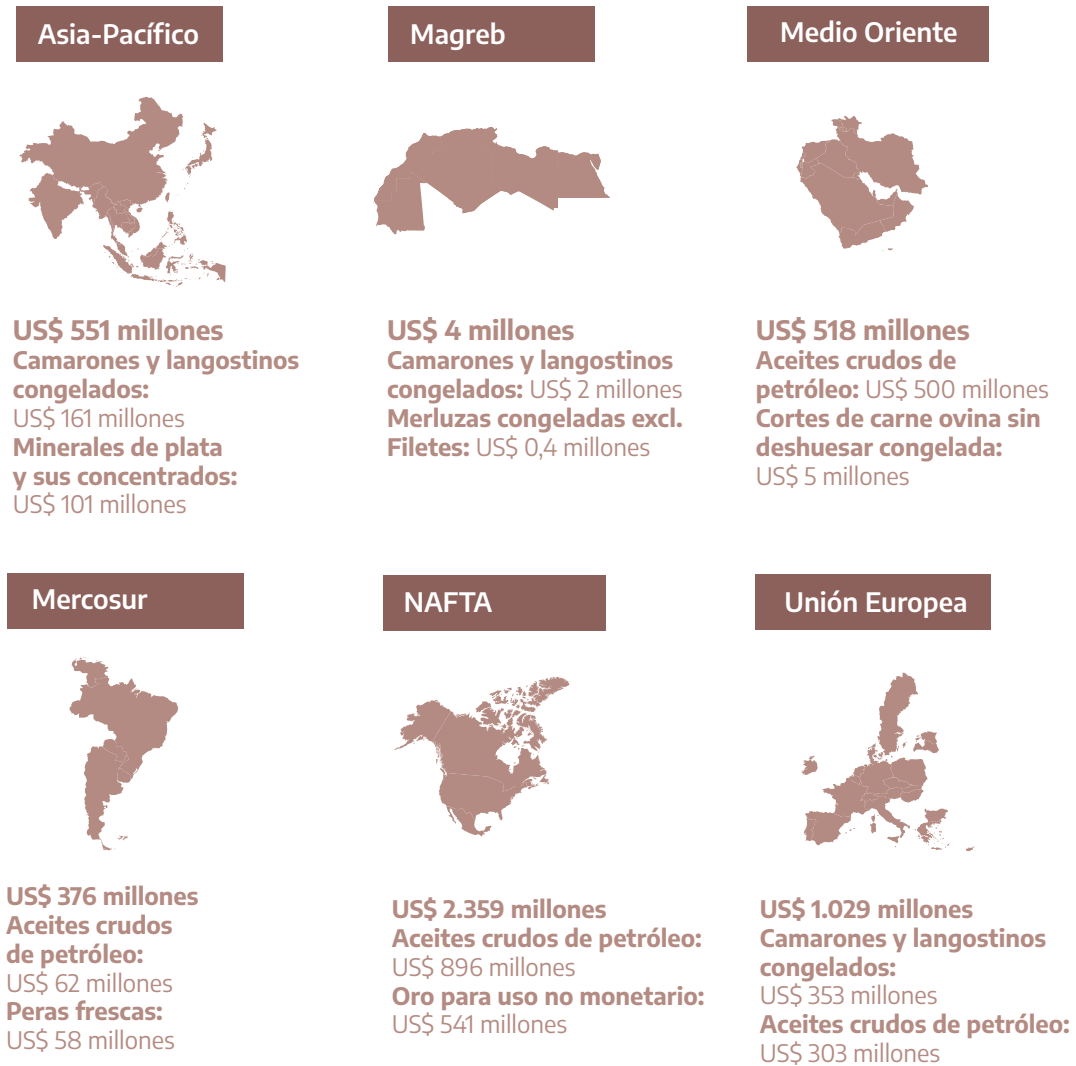 Asia-Pacífico
US$ 551 millones
Camarones y langostinos
congelados:
US$ 161 millones
Minerales de plata
y sus concentrados:
US$ 101 millones
Magreb
US$ 4 millones
Camarones y langostinos
congelados: US$ 2 millones
Merluzas congeladas excl.
Filetes: US$ 0,4 millones
Medio Oriente
US$ 518 millones
Aceites crudos de
petróleo: US$ 500 millones
Cortes de carne ovina sin
deshuesar congelada:
US$ 5 millones
Mercosur
US$ 376 millones
Aceites crudos
de petróleo:
US$ 62 millones
Peras frescas:
US$ 58 millones
NAFTA
US$ 2.359 millones
Aceites crudos de petróleo:
US$ 896 millones
Oro para uso no monetario:
US$ 541 millones
Unión Europea
US$ 1.029 millones
Camarones y langostinos
congelados:
US$ 353 millones
Aceites crudos de petróleo:
US$ 303 millones